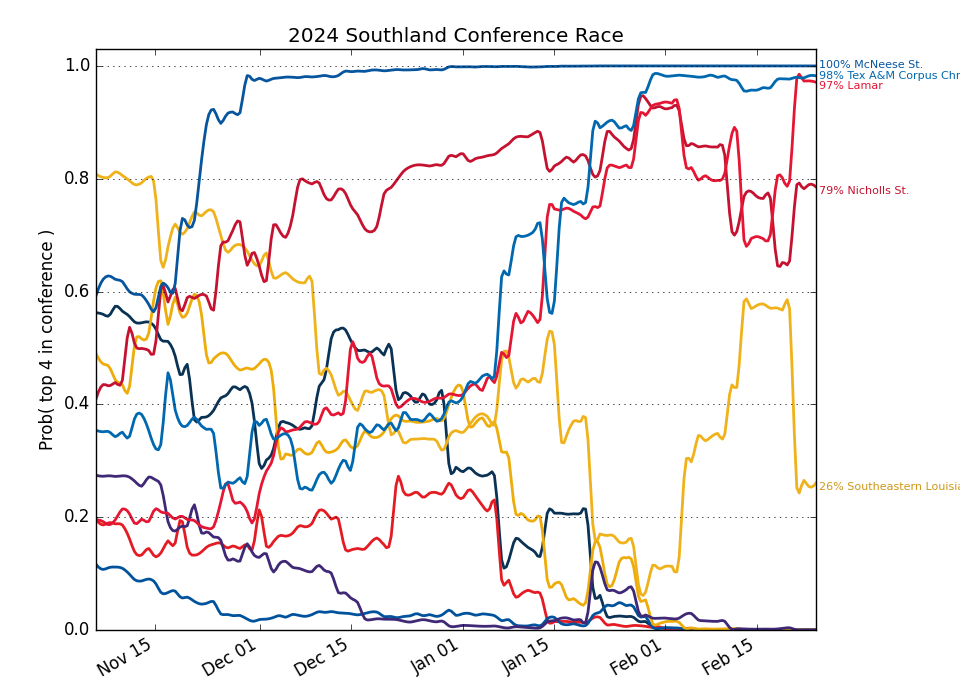 2024 Southland Conference Race
Prob( top 4 in conference )
1.0
0.8
0.6
0.4
0.2
0.0
100% McNeese St.
98% Tex A&M Corpus Chr
97% Lamar
79% Nicholls St.
26% Southeastern Louisia
Nov 15
Dec 01
Dec 15
Jan 01
Jan 15
Feb 01
Feb 15